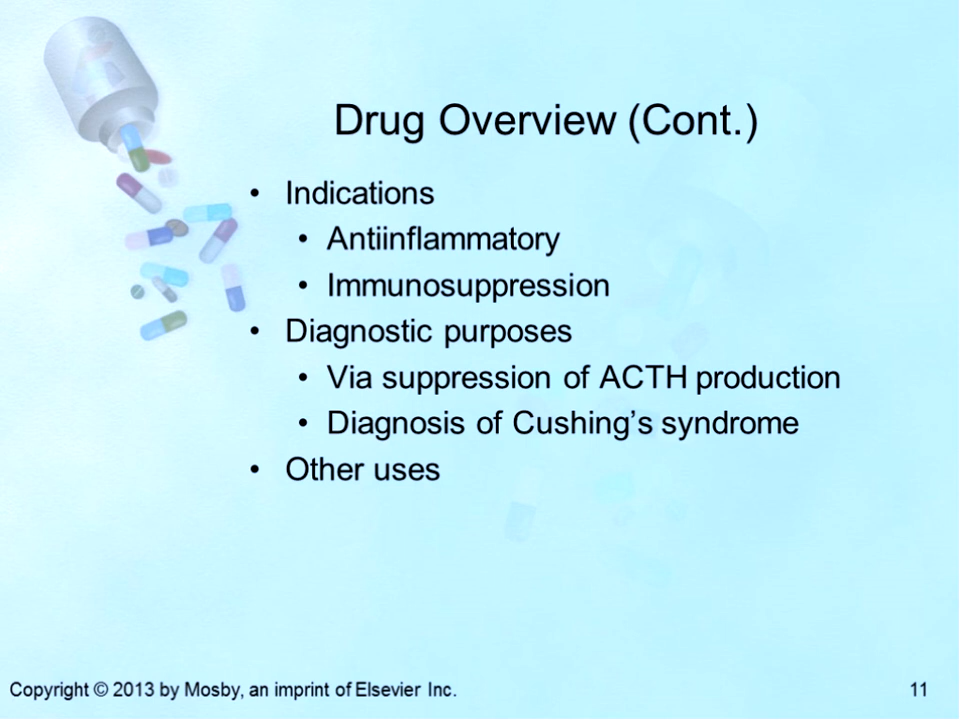 Drug Overview (Cont.)
• Indications
• Antiinflammatory
• Immunosuppression
• Diagnostic purposes
• Via suppression of ACTH production
• Diagnosis of Cushing’s syndrome
• Other uses
Copyright © 2013 by Mosby, an imprint of Elsevier Inc. 11